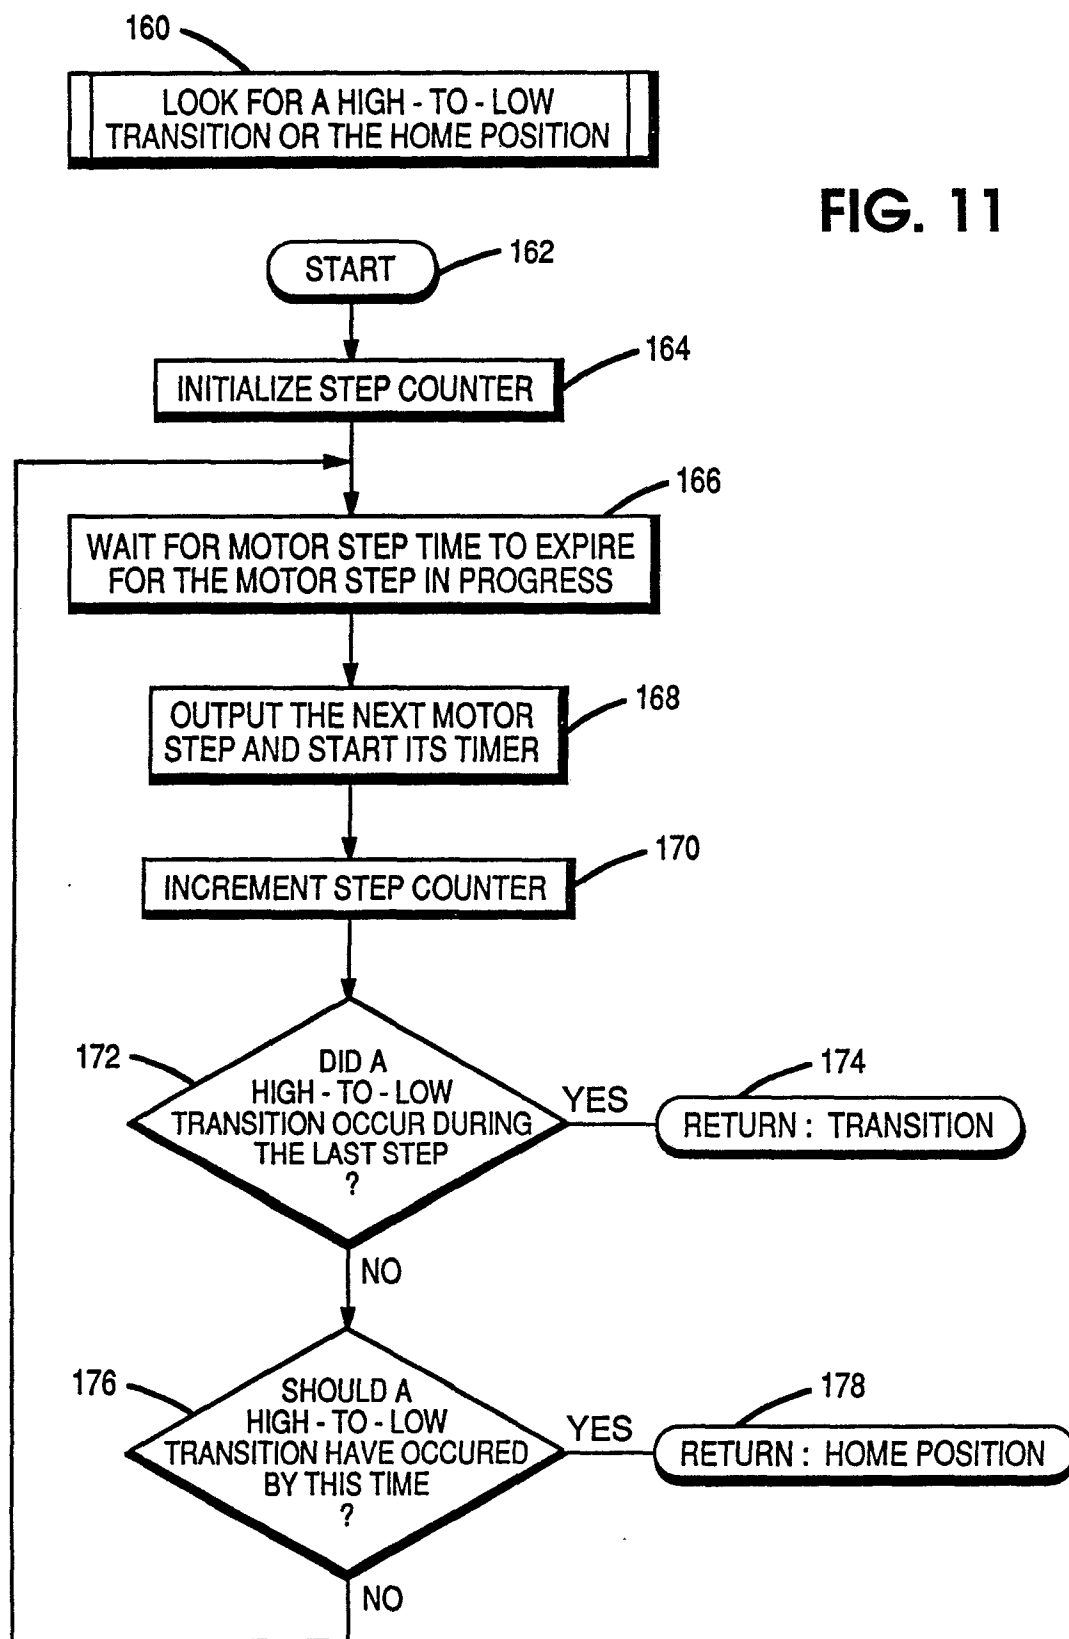 160
LOOK FOR A HIGH - TO - LOW
TRANSITION OR THE HOME POSITION
FIG. 11
START
162
164
INITIALIZE STEP COUNTER
166
WAIT FOR MOTOR STEP TIME TO EXPIRE
FOR THE MOTOR STEP IN PROGRESS
168
OUTPUT THE NEXT MOTOR
STEP AND START ITS TIMER
170
INCREMENT STEP COUNTER
172
DID A
HIGH - TO - LOW
TRANSITION OCCUR DURING
THE LAST STEP
?
YES
174
RETURN : TRANSITION
NO
176
SHOULD A
HIGH - TO - LOW
TRANSITION HAVE OCCURED
BY THIS TIME
?
YES
178
RETURN : HOME POSITION
NO